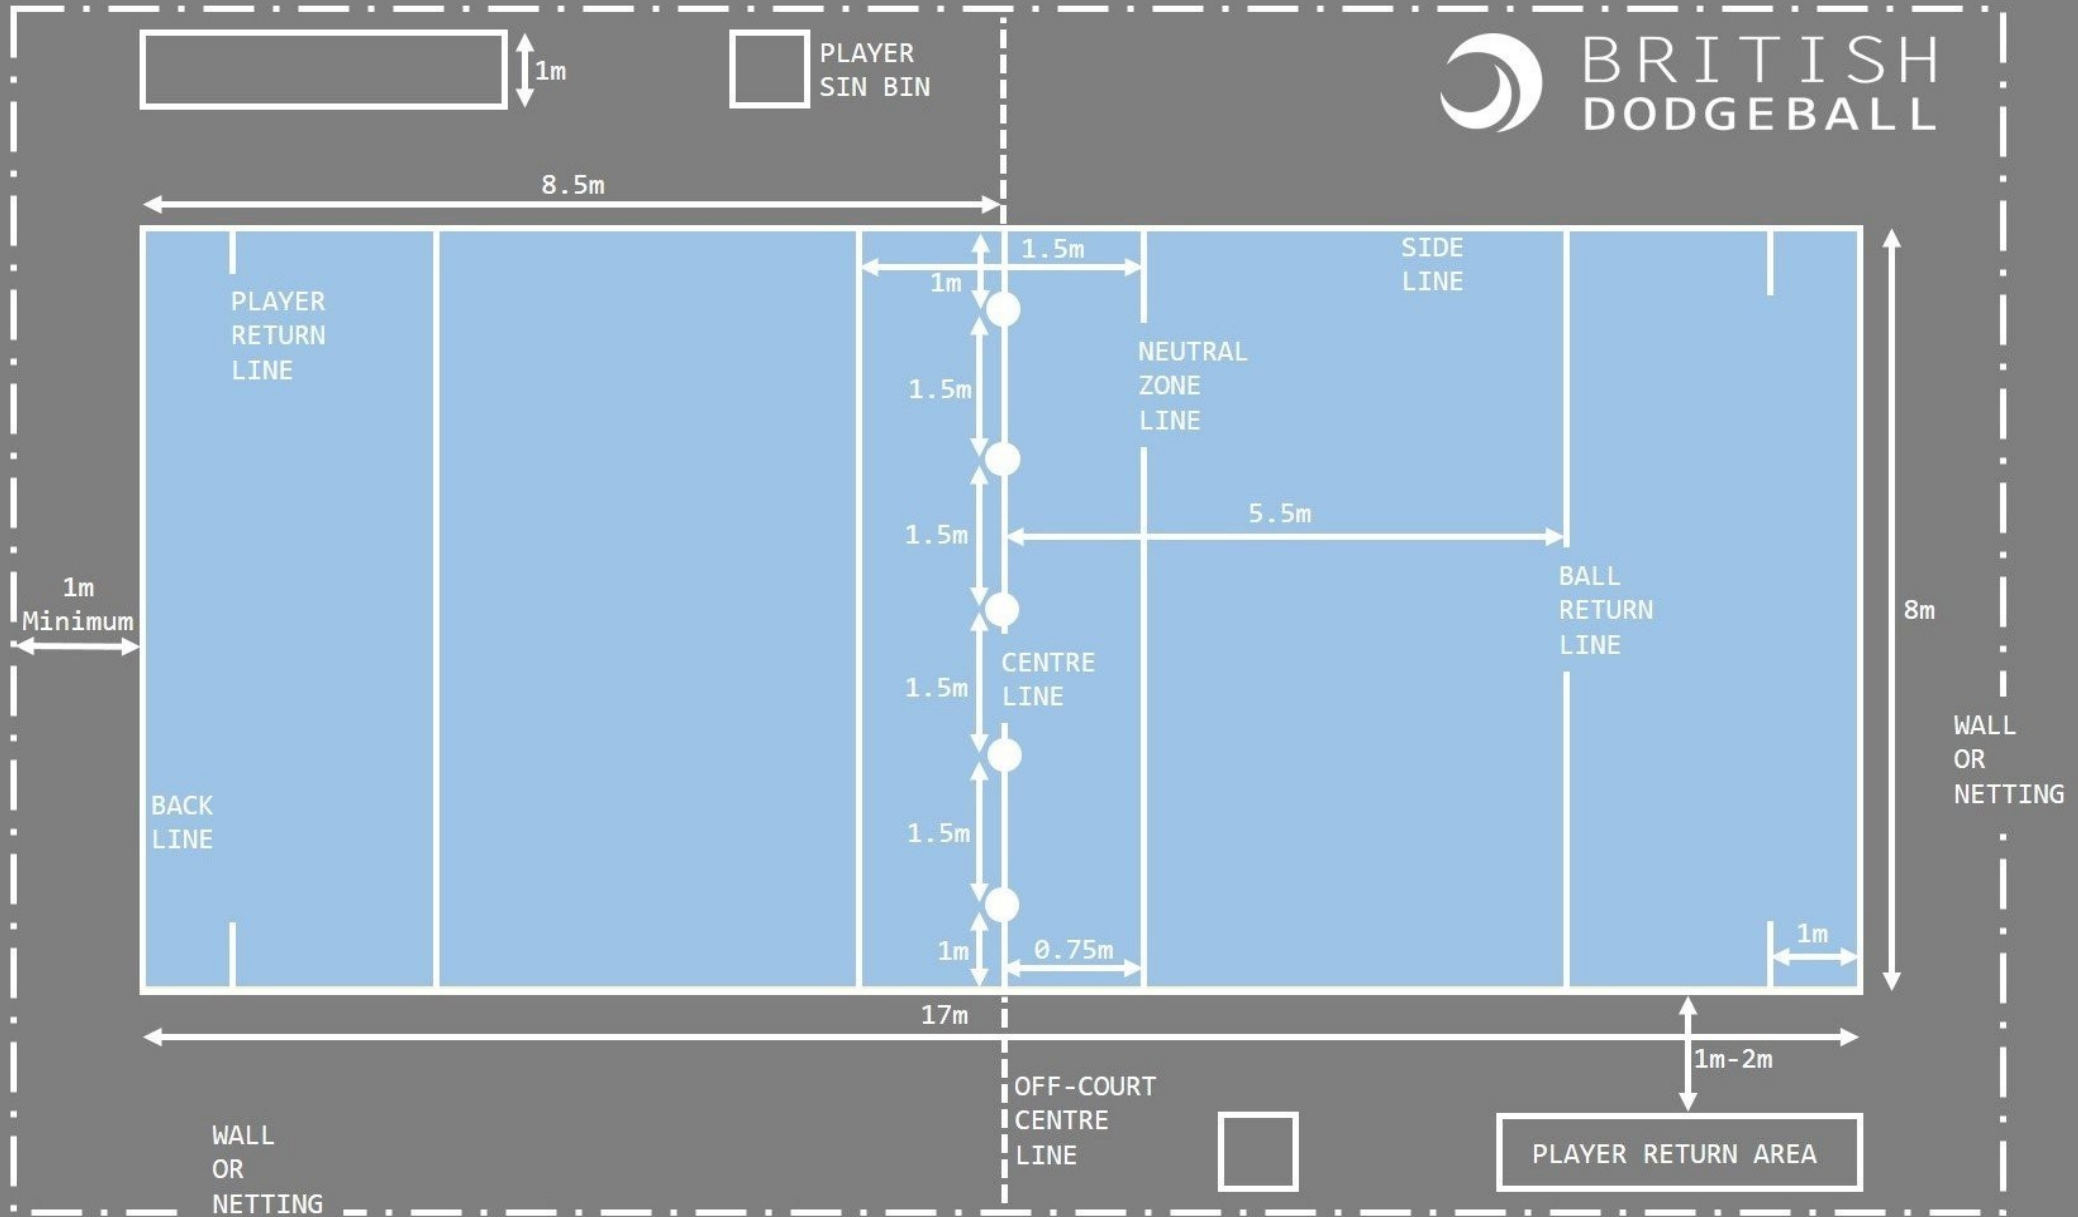 1m
PLAYER
SIN BIN
BRITISH
DODGEBALL
8.5m
1.5m
1m
SIDE
LINE
PLAYER
RETURN
LINE
NEUTRAL
ZONE
LINE
1.5m
5.5m
1.5m
1m
Minimum
BALL
RETURN
LINE
8m
CENTRE
LINE
1.5m
WALL
OR
NETTING
BACK
LINE
1.5m
1m
0.75m
1m
17m
1m-2m
OFF-COURT
CENTRE
LINE
WALL
OR
NETTING
PLAYER RETURN AREA